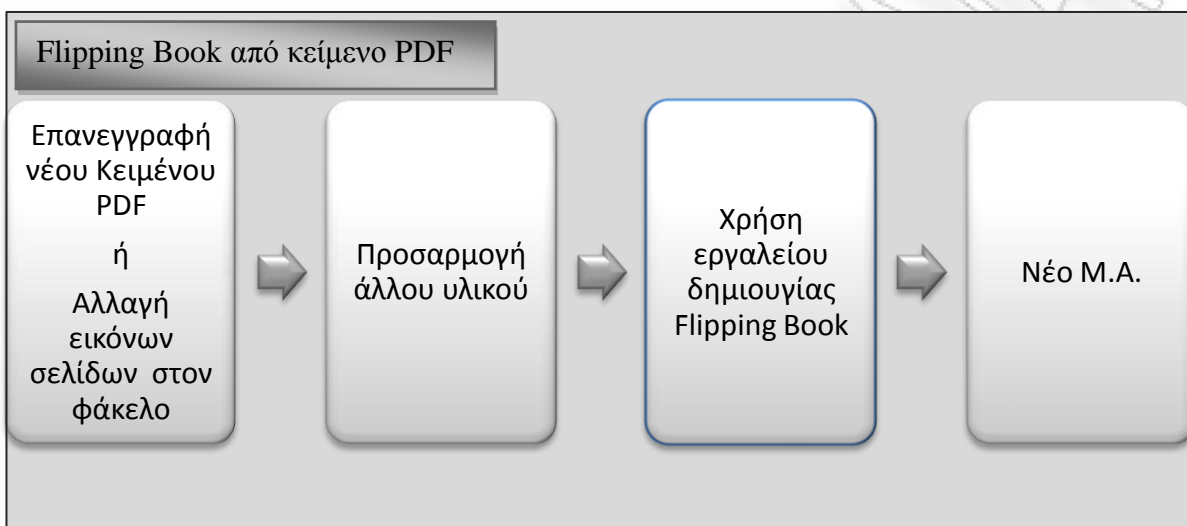 Flipping Book από κείμενο PDF
Επανεγγραφή
νέου Κειμένου
PDF
ή
Αλλαγή
εικόνων
σελίδων στον
φάκελο
Προσαρμογή
άλλου υλικού
Χρήση
εργαλείου
δημιουγίας
Flipping Book
Νέο Μ.Α.